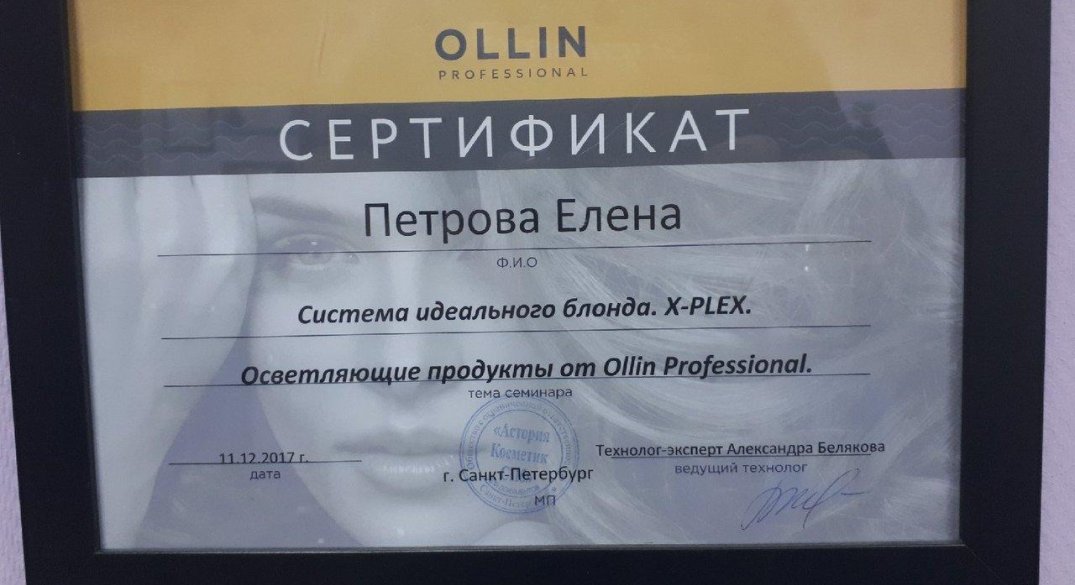 OLLIN
PROFESSIONAL
СЕРТИФИКАТ
Петрова Елена
Ф.И.О
Система идеального блонда. X-PLEX.
Осветляющие продукты от Ollin Professional.
тема семинара
«Астория
Косметик
11.12.2017 г.
дата
г. Санкт-Петербург
МП
Технолог-эксперт Александра Белякова
ведущий технолог